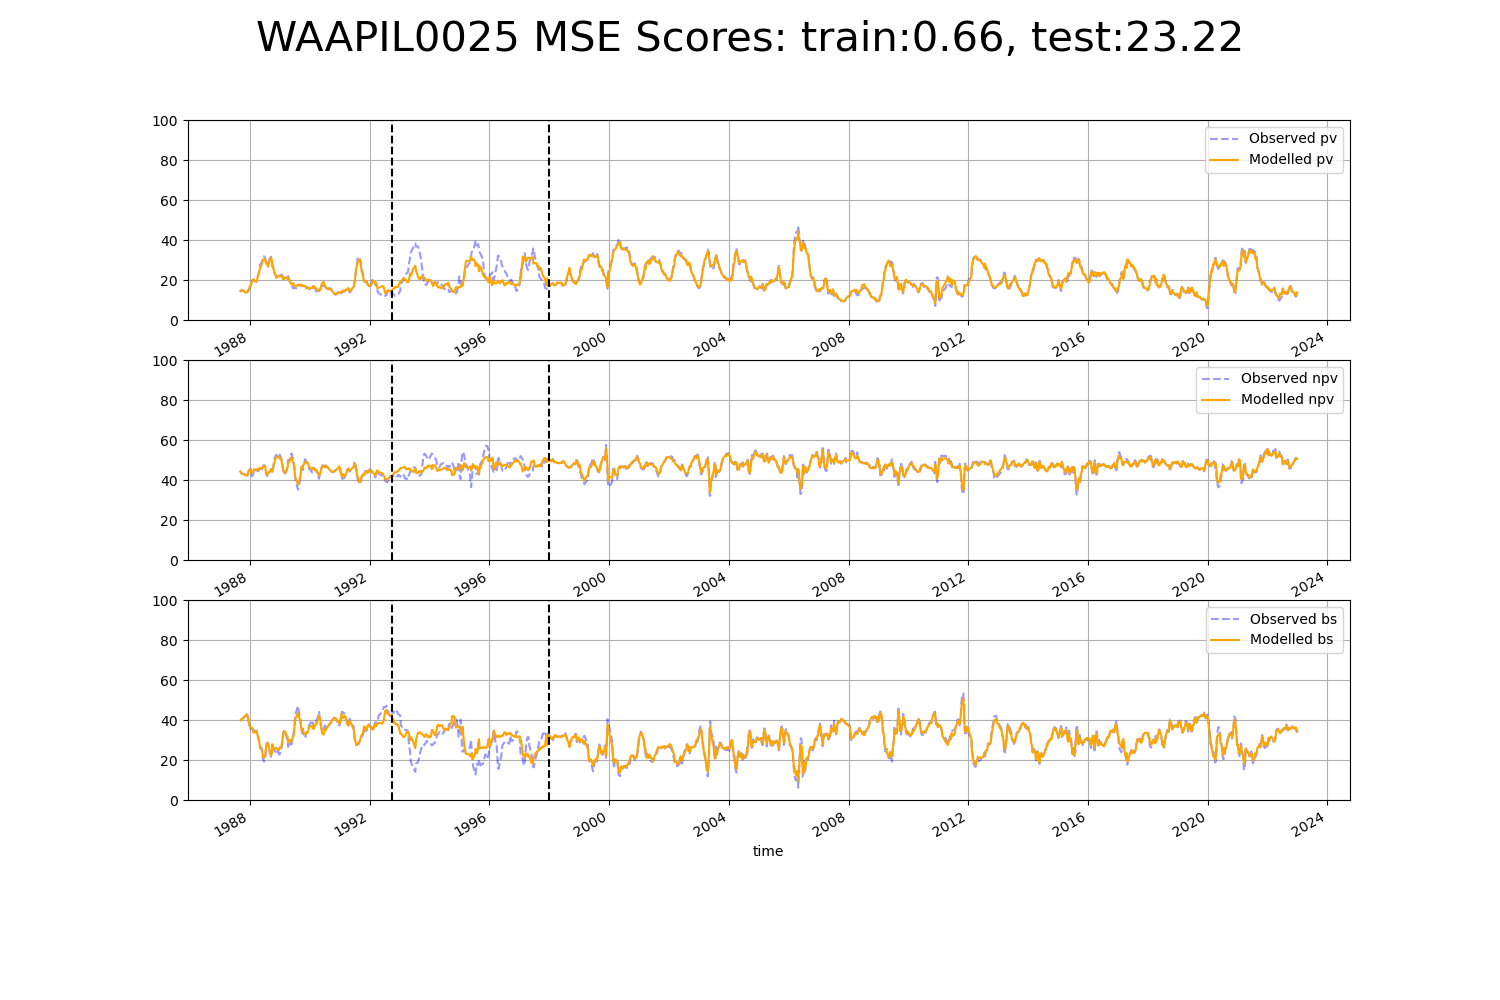 WAAPIL0025 MSE Scores: train:0.66, test:23.22
100
80
60
40
20
0
Observed pv
Modelled pv
1988 1992 1996 2000 2004 2008 2012 2016 2020 2024
100
80
60
40
20
0
Observed npv
Modelled npv
1988 1992 1996 2000 2004 2008 2012 2016 2020 2024
100
80
60
40
20
0
Observed bs
Modelled bs
1988 1992 1996 2000 2004 2008 2012 2016 2020 2024
time